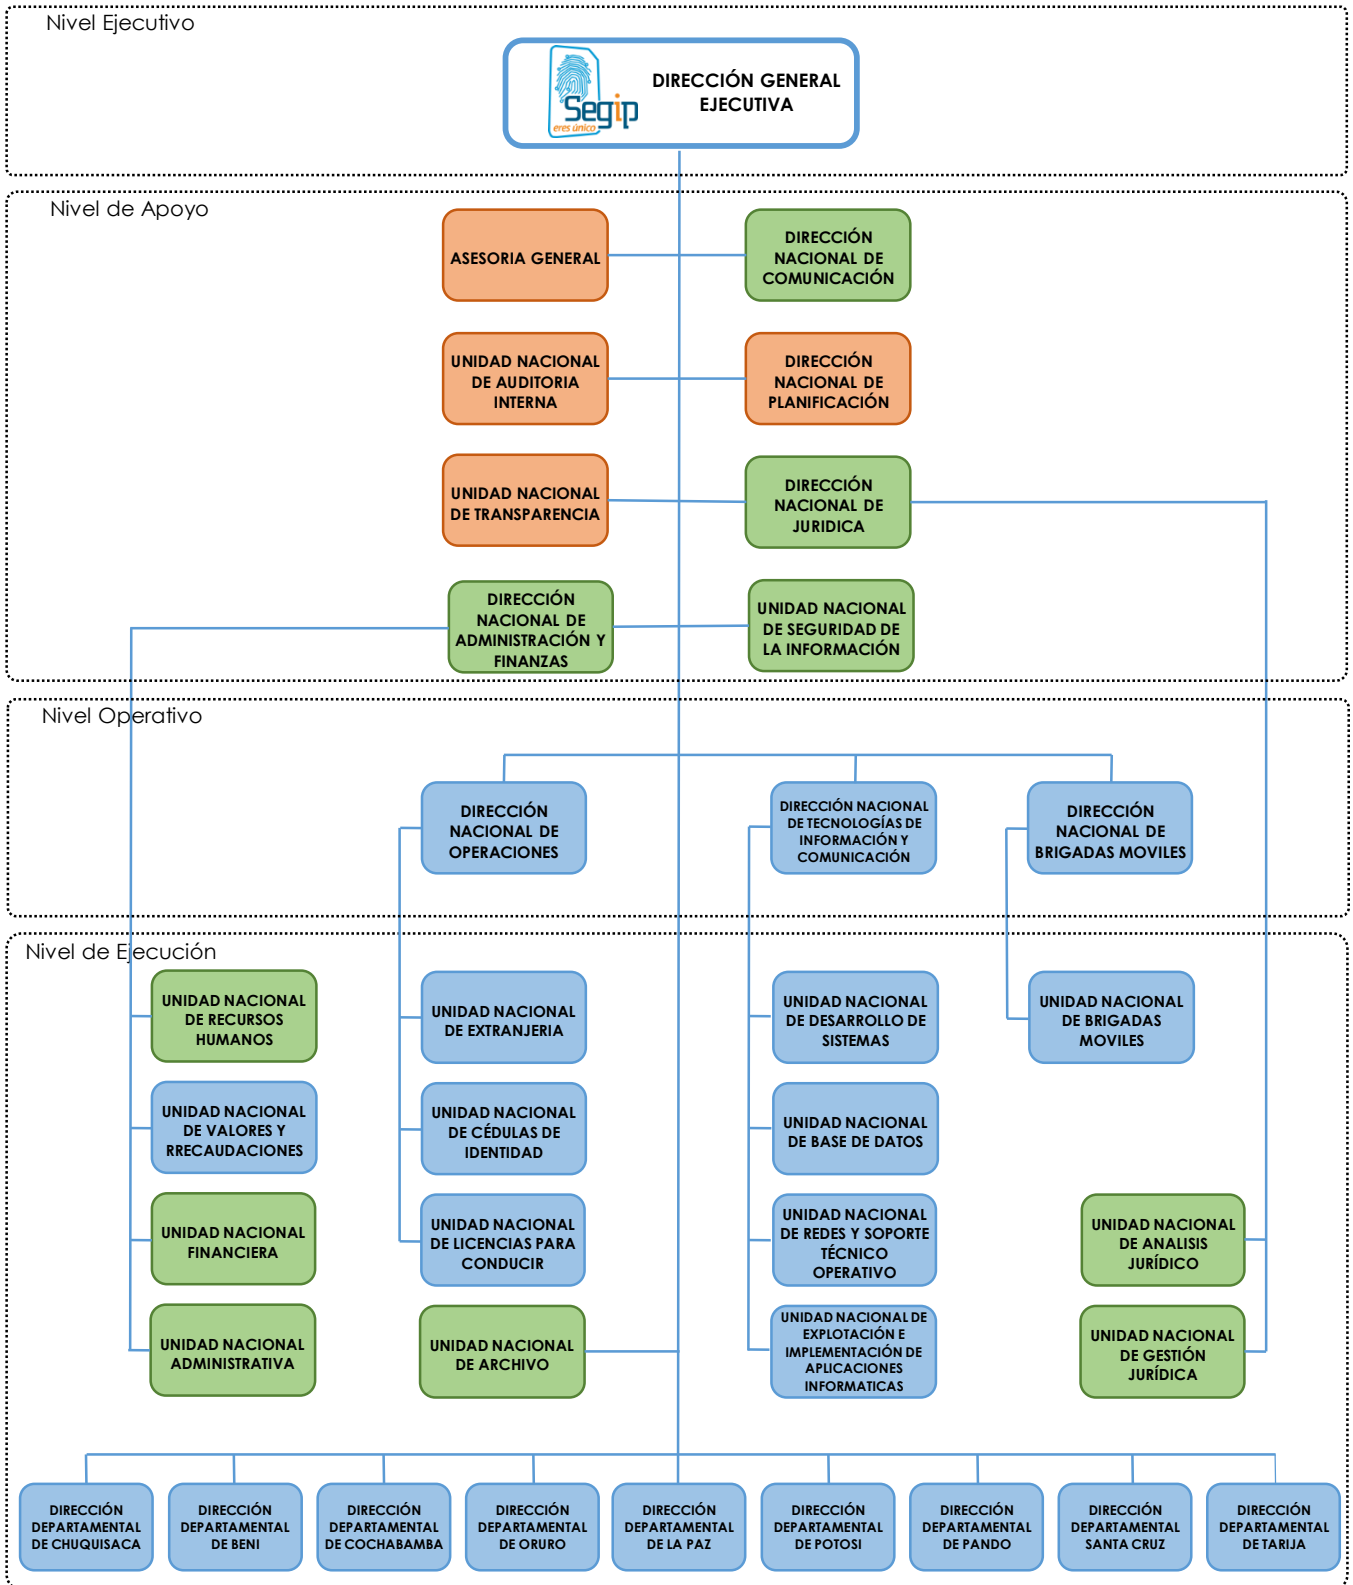 Nivel Ejecutivo
Segip
eres único
DIRECCIÓN GENERAL
EJECUTIVA
Nivel de Apoyo
ASESORIA GENERAL
DIRECCIÓN
NACIONAL DE
COMUNICACIÓN
UNIDAD NACIONAL
DE AUDITORIA
INTERNA
DIRECCIÓN
NACIONAL DE
PLANIFICACIÓN
UNIDAD NACIONAL
DE TRANSPARENCIA
DIRECCIÓN
NACIONAL DE
JURIDICA
DIRECCIÓN
NACIONAL DE
ADMINISTRACIÓN Y
FINANZAS
UNIDAD NACIONAL
DE SEGURIDAD DE
LA INFORMACIÓN
Nivel Operativo
DIRECCIÓN
NACIONAL DE
OPERACIONES
DIRECCIÓN NACIONAL
DE TECNOLOGÍAS DE
INFORMACIÓN Y
COMUNICACIÓN
DIRECCIÓN
NACIONAL DE
BRIGADAS MOVILES
Nivel de Ejecución
UNIDAD NACIONAL
DE RECURSOS
HUMANOS
UNIDAD NACIONAL
DE EXTRANJERIA
UNIDAD NACIONAL
DE DESARROLLO DE
SISTEMAS
UNIDAD NACIONAL
DE BRIGADAS
MOVILES
UNIDAD NACIONAL
DE VALORES Y
RRECAUDACIONES
UNIDAD NACIONAL
DE CÉDULAS DE
IDENTIDAD
UNIDAD NACIONAL
DE BASE DE DATOS
UNIDAD NACIONAL
FINANCIERA
UNIDAD NACIONAL
DE LICENCIAS PARA
CONDUCIR
UNIDAD NACIONAL
DE REDES Y SOPORTE
TÉCNICO
OPERATIVO
UNIDAD NACIONAL
DE ANALISIS
JURÍDICO
UNIDAD NACIONAL
ADMINISTRATIVA
UNIDAD NACIONAL
DE ARCHIVO
UNIDAD NACIONAL DE
EXPLOTACIÓN E
IMPLEMENTACIÓN DE
APLICACIONES
INFORMATICAS
UNIDAD NACIONAL
DE GESTIÓN
JURÍDICA
DIRECCIÓN
DEPARTAMENTAL
DE CHUQUISACA
DIRECCIÓN
DEPARTAMENTAL
DE BENI
DIRECCIÓN
DEPARTAMENTAL
DE COCHABAMBA
DIRECCIÓN
DEPARTAMENTAL
DE ORURO
DIRECCIÓN
DEPARTAMENTAL
DE LA PAZ
DIRECCIÓN
DEPARTAMENTAL
DE POTOSI
DIRECCIÓN
DEPARTAMENTAL
DE PANDO
DIRECCIÓN
DEPARTAMENTAL
SANTA CRUZ
DIRECCIÓN
DEPARTAMENTAL
DE TARIJA